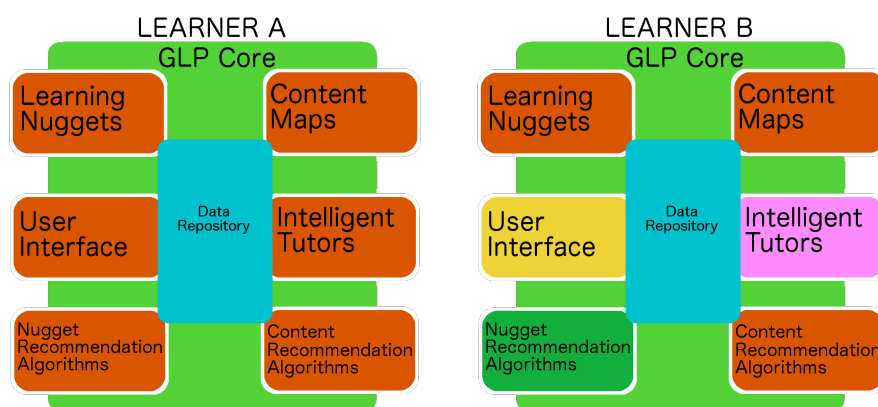 LEARNER A
GLP Core
Learning
Nuggets
Content
Maps
User
Interface
Data
Repository
Intelligent
Tutors
Nugget
Recommendation
Algorithms
Content
Recommendation
Algorithms
LEARNER B
GLP Core
Learning
Nuggets
Content
Maps
User
Interface
Data
Repository
Intelligent
Tutors
Nugget
Recommendation
Algorithms
Content
Recommendation
Algorithms